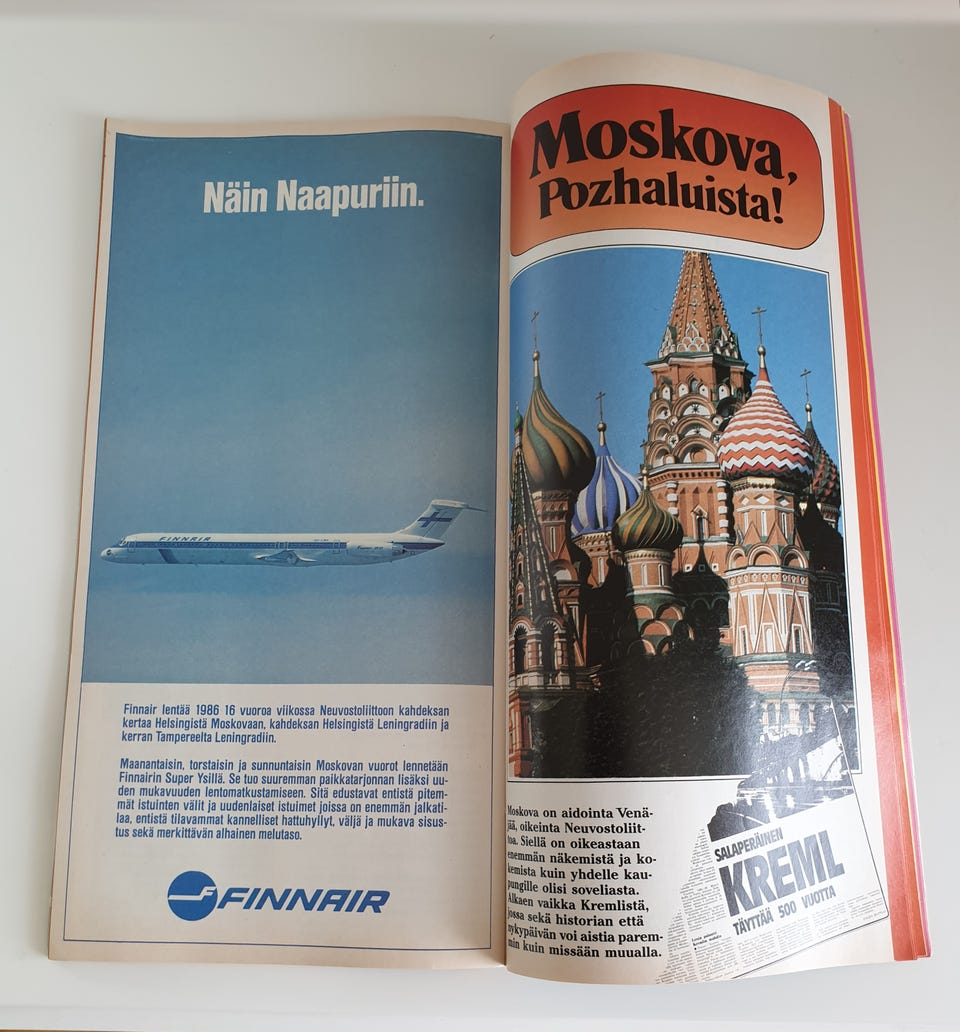 Näin Naapuriin.
FINNAIR
Finnair lentää 1986 16 vuoroa viikossa Neuvostoliittoon kahdeksan
kertaa Helsingistä Moskovaan, kahdeksan Helsingistä Leningradiin ja
kerran Tampereelta Leningradiin.
Maanantaisin, torstaisin ja sunnuntaisin Moskovan vuorot lennetään
Finnairin Super Ysillä. Se tuo suuremman paikkatarjonnan lisäksi uu-
den mukavuuden lentomatkustamiseen. Sitä edustavat entistä pitem-
mät istuinten välit ja uudenlaiset istuimet joissa on enemmän jalkati-
laa, entistä tilavammat kannelliset hattuhyllyt, väljä ja mukava sisus-
tus sekä merkittävän alhainen melutaso.
FINNAIR
Moskova,
Pozhaluista!
Moskova on aidointa Venä-
jää, oikeinta Neuvostoliit-
toa. Siellä on oikeastaan
enemmän näkemistä ja ko-
kemista kuin yhdelle kau-
pungille olisi soveliasta.
Alkaen vaikka Kremlistä,
jossa sekä historian että
nykypäivän voi aistia parem-
min kuin missään muualla.
SALAPERÄINEN
KREML
TÄYTTÄÄ 500 VUOTTA